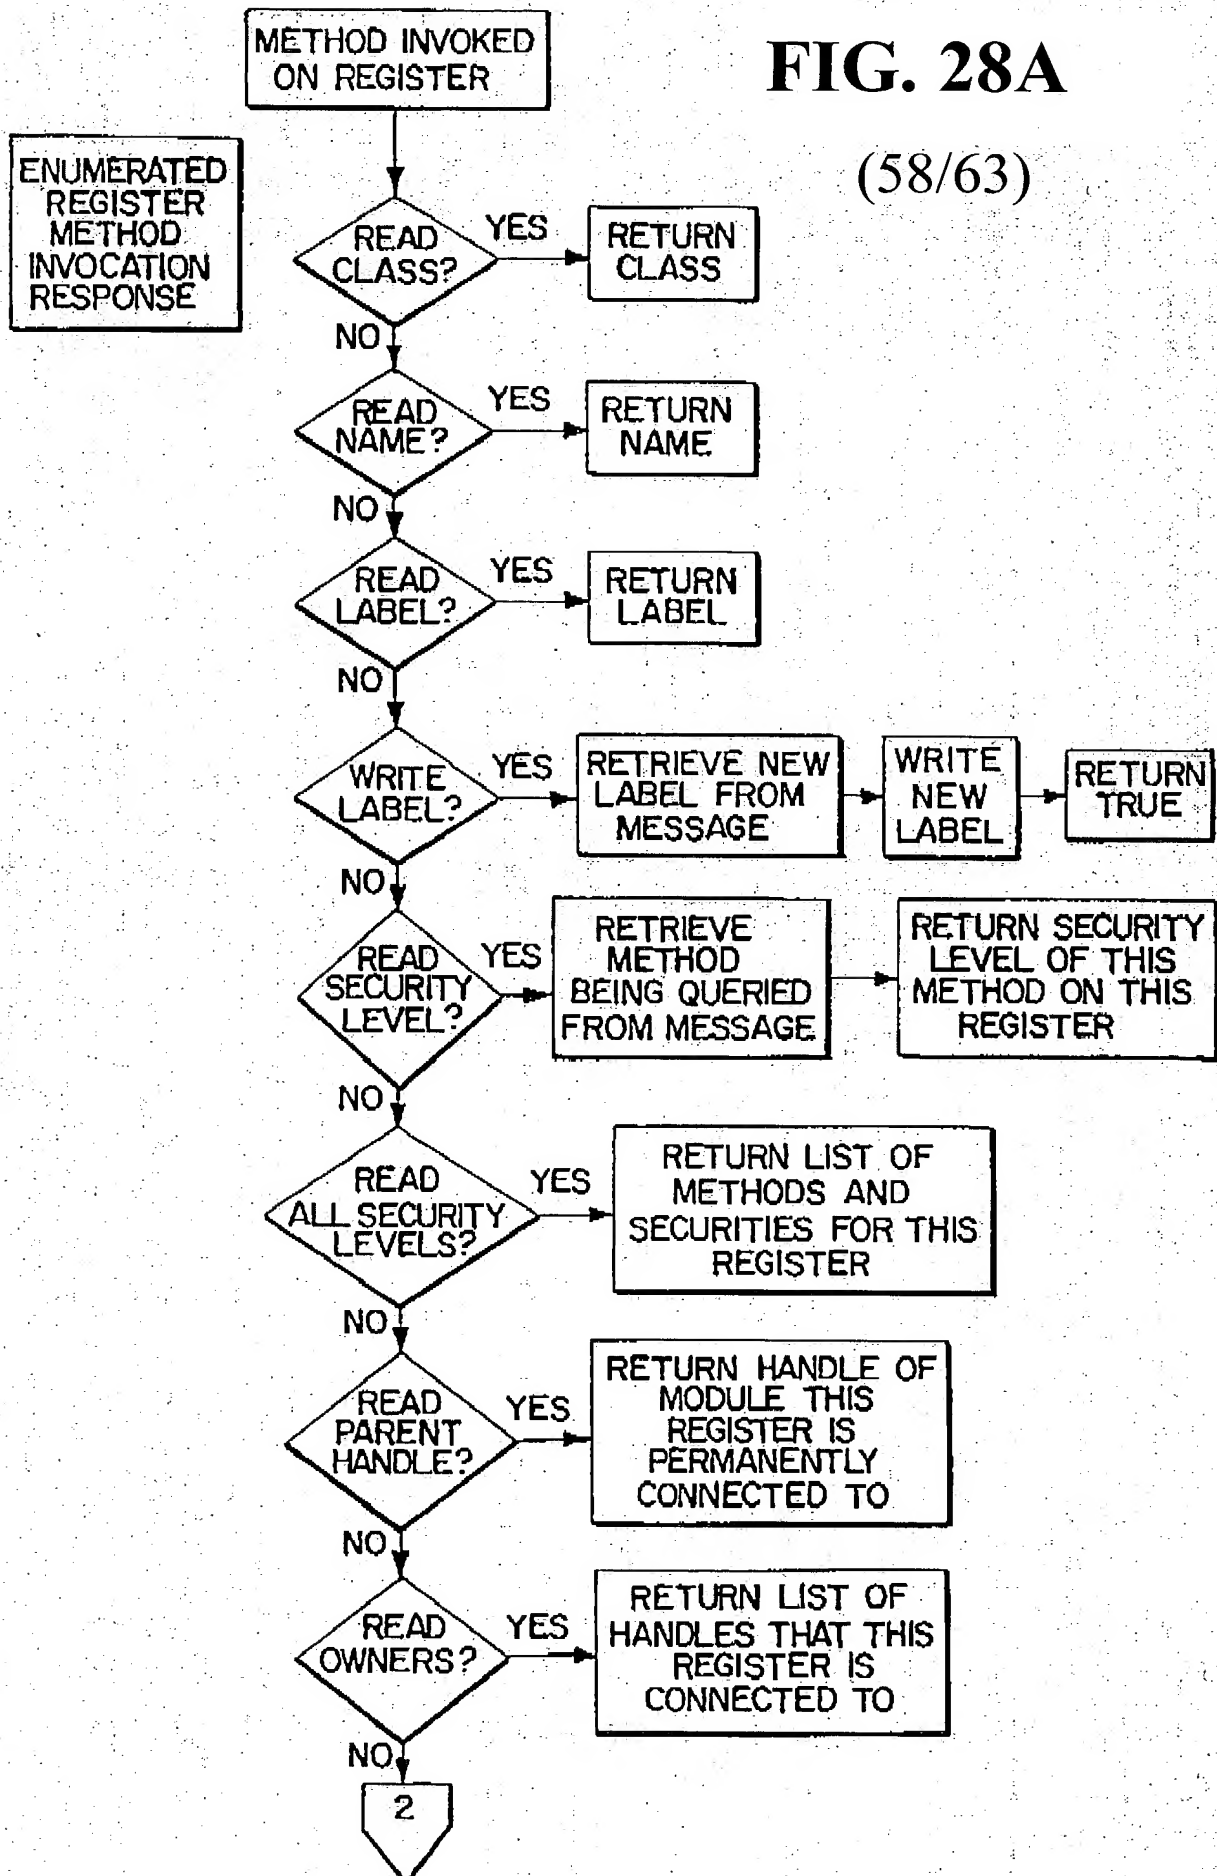 METHOD INVOKED
ON REGISTER
FIG. 28A
(58/63)
ENUMERATED
REGISTER
METHOD
INVOCATION
RESPONSE
READ
CLASS?
YES
RETURN
CLASS
NO
READ
NAME?
YES
RETURN
NAME
NO
READ
LABEL?
YES
RETURN
LABEL
NO
WRITE
LABEL?
YES
RETRIEVE NEW
LABEL FROM
MESSAGE
WRITE
NEW
LABEL
RETURN
TRUE
NO
READ
SECURITY
LEVEL?
YES
RETRIEVE
METHOD
BEING QUERIED
FROM MESSAGE
RETURN SECURITY
LEVEL OF THIS
METHOD ON THIS
REGISTER
NO
READ
ALL SECURITY
LEVELS?
YES
RETURN LIST OF
METHODS AND
SECURITIES FOR THIS
REGISTER
NO
READ
PARENT
HANDLE?
YES
RETURN HANDLE OF
MODULE THIS
REGISTER IS
PERMANENTLY
CONNECTED TO
NO
READ
OWNERS?
YES
RETURN LIST OF
HANDLES THAT THIS
REGISTER IS
CONNECTED TO
NO
2